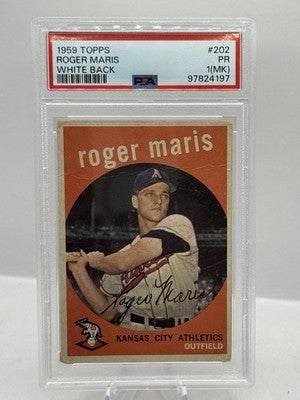 1959 TOPPS #202
ROGER MARIS PR
WHITE BACK 1(MK)
PSA 97824197
roger maris
A
Roger Maris
KANSAS CITY ATHLETICS
OUTFIELD